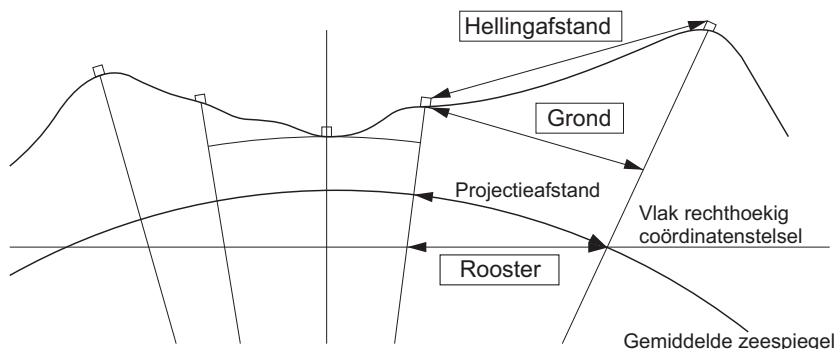 Hellingafstand
Grond
Projectieafstand
Vlak rechthoekig
coördinatenstelsel
Rooster
Gemiddelde zeespiegel